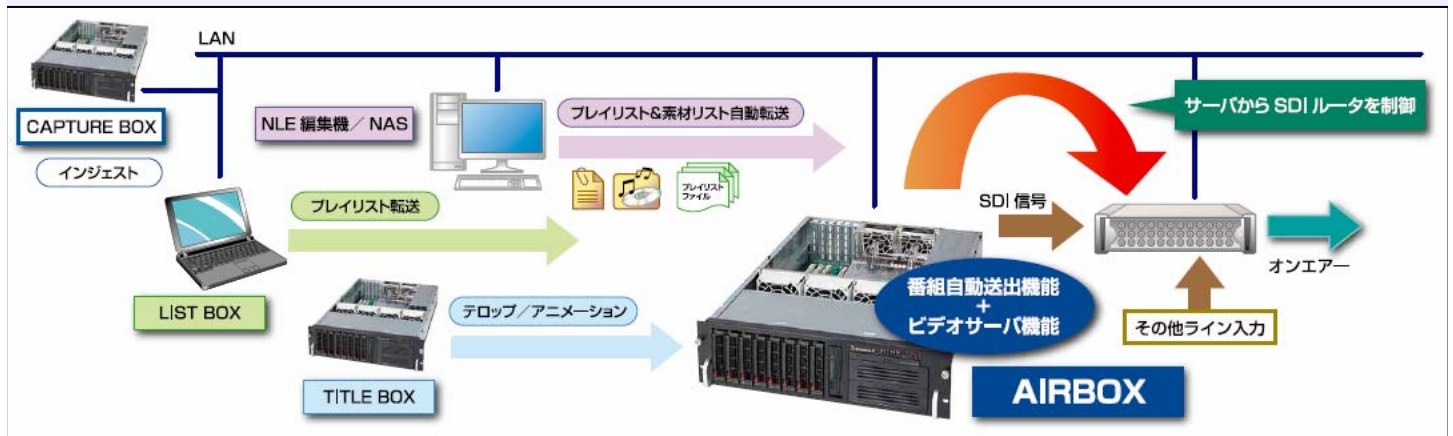 LAN
CAPTURE BOX
インジェスト
NLE 編集機／NAS
プレイリスト＆素材リスト自動転送
サーバから SDI ルータを制御
プレイリスト
ファイル
プレイリスト転送
SDI 信号
オンエアー
LIST BOX
テロップ／アニメーション
番組自動送出機能
＋
ビデオサーバ機能
その他ライン入力
TITLE BOX
AIRBOX